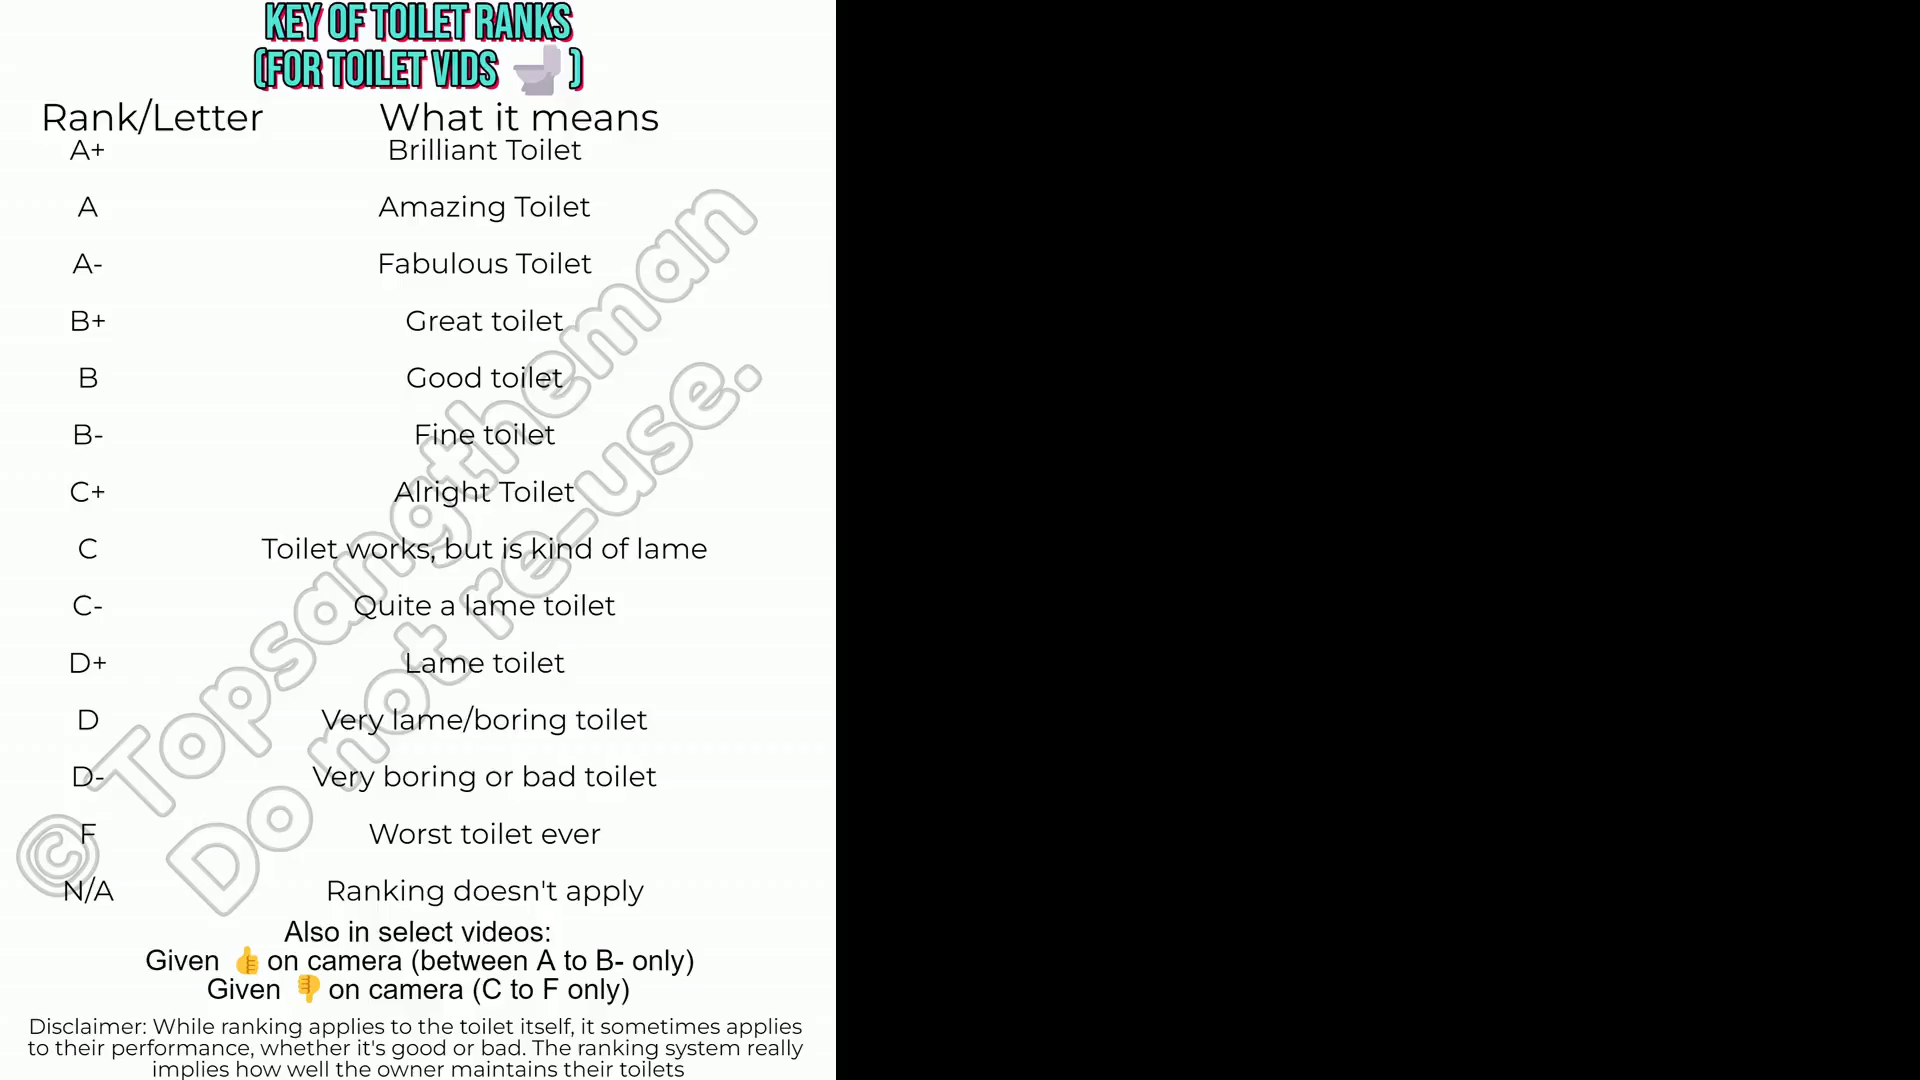 KEY OF TOILET RANKS
(FOR TOILET VIDS 🚽 )
Rank/Letter What it means
A+ Brilliant Toilet
A Amazing Toilet
A- Fabulous Toilet
B+ Great toilet
B Good toilet
B- Fine toilet
C+ Alright Toilet
C Toilet works, but is kind of lame
C- Quite a lame toilet
D+ Lame toilet
D Very lame/boring toilet
D- Very boring or bad toilet
F Worst toilet ever
N/A Ranking doesn't apply
Also in select videos:
Given 👍 on camera (between A to B- only)
Given 👎 on camera (C to F only)
Disclaimer: While ranking applies to the toilet itself, it sometimes applies
to their performance, whether it's good or bad. The ranking system really
implies how well the owner maintains their toilets
© Topsangtheman
Do not re-use.